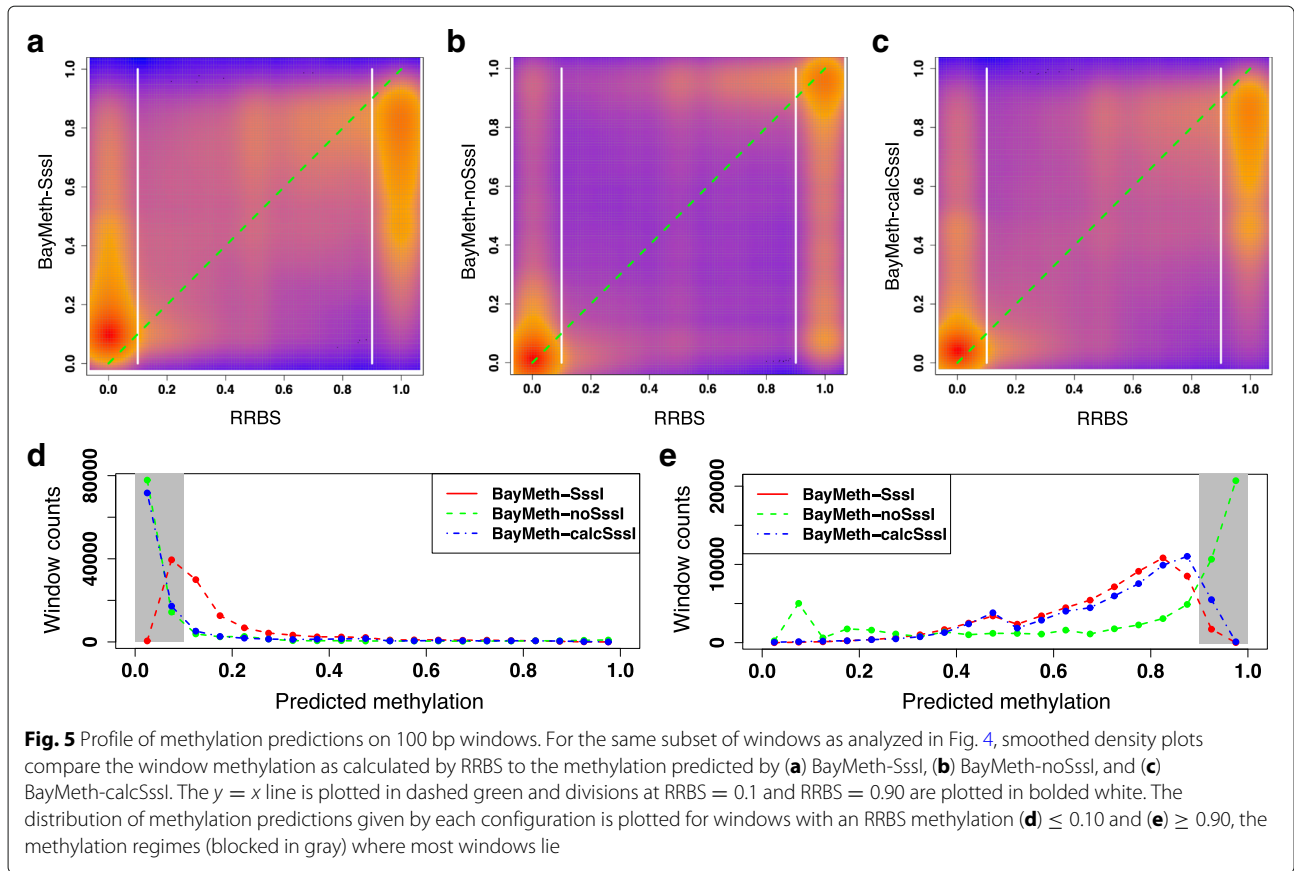 a
b
c
1.0
0.8
0.6
0.4
0.2
0.0
BayMeth-SssI
0.0 0.2 0.4 0.6 0.8 1.0
RRBS
1.0
0.8
0.6
0.4
0.2
0.0
BayMeth-noSssI
0.0 0.2 0.4 0.6 0.8 1.0
RRBS
1.0
0.8
0.6
0.4
0.2
0.0
BayMeth-calcSssI
0.0 0.2 0.4 0.6 0.8 1.0
RRBS
d
80000
40000
0
Window counts
BayMeth-SssI
BayMeth-noSssI
BayMeth-calcSssI
0.0 0.2 0.4 0.6 0.8 1.0
Predicted methylation
e
20000
10000
0
Window counts
BayMeth-SssI
BayMeth-noSssI
BayMeth-calcSssI
0.0 0.2 0.4 0.6 0.8 1.0
Predicted methylation
Fig. 5 Profile of methylation predictions on 100 bp windows. For the same subset of windows as analyzed in Fig. 4, smoothed density plots
compare the window methylation as calculated by RRBS to the methylation predicted by (a) BayMeth-SssI, (b) BayMeth-noSssI, and (c)
BayMeth-calcSssI. The y = x line is plotted in dashed green and divisions at RRBS = 0.1 and RRBS = 0.90 are plotted in bolded white. The
distribution of methylation predictions given by each configuration is plotted for windows with an RRBS methylation (d) ≤ 0.10 and (e) ≥ 0.90, the
methylation regimes (blocked in gray) where most windows lie